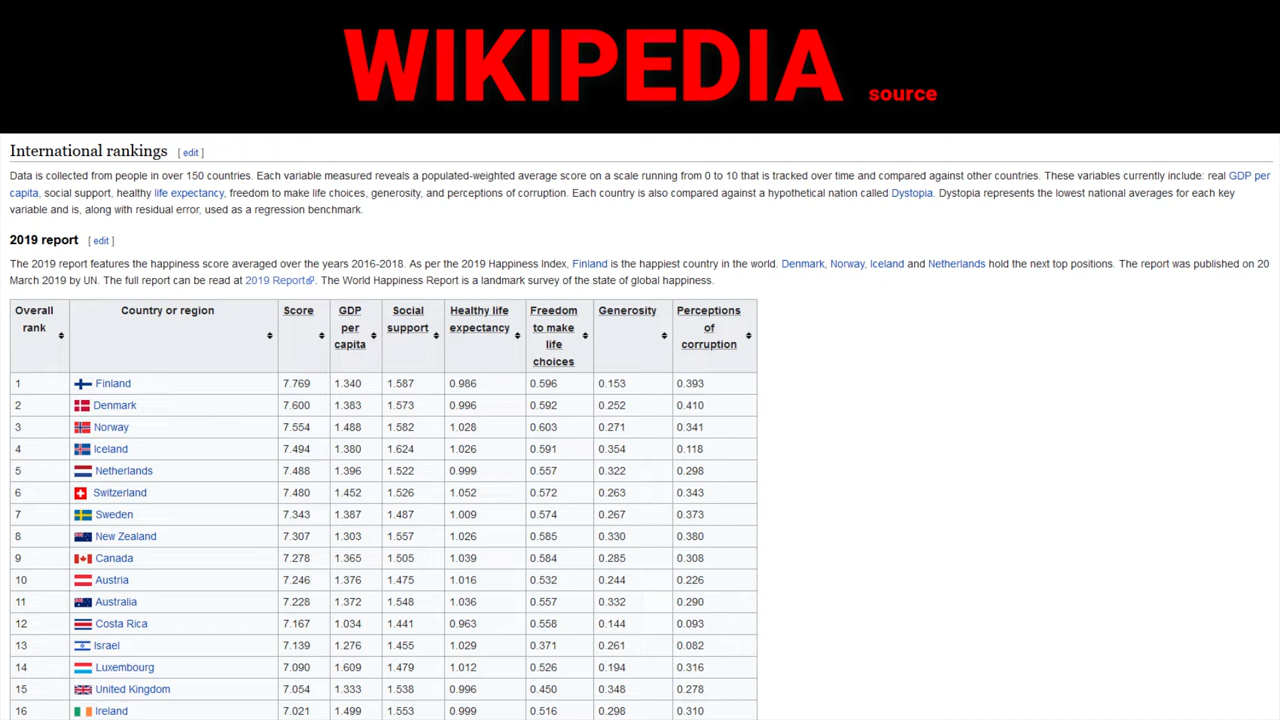 WIKIPEDIA source
International rankings [ edit ]
Data is collected from people in over 150 countries. Each variable measured reveals a populated-weighted average score on a scale running from 0 to 10 that is tracked over time and compared against other countries. These variables currently include: real GDP per
capita, social support, healthy life expectancy, freedom to make life choices, generosity, and perceptions of corruption. Each country is also compared against a hypothetical nation called Dystopia. Dystopia represents the lowest national averages for each key
variable and is, along with residual error, used as a regression benchmark.
2019 report [ edit ]
The 2019 report features the happiness score averaged over the years 2016-2018. As per the 2019 Happiness Index, Finland is the happiest country in the world. Denmark, Norway, Iceland and Netherlands hold the next top positions. The report was published on 20
March 2019 by UN. The full report can be read at 2019 Report. The World Happiness Report is a landmark survey of the state of global happiness.
Overall rank Country or region Score GDP per capita Social support Healthy life expectancy Freedom to make life choices Generosity Perceptions of corruption
1 Finland 7.769 1.340 1.587 0.986 0.596 0.153 0.393
2 Denmark 7.600 1.383 1.573 0.996 0.592 0.252 0.410
3 Norway 7.554 1.488 1.582 1.028 0.603 0.271 0.341
4 Iceland 7.494 1.380 1.624 1.026 0.591 0.354 0.118
5 Netherlands 7.488 1.396 1.522 0.999 0.557 0.322 0.298
6 Switzerland 7.480 1.452 1.526 1.052 0.572 0.263 0.343
7 Sweden 7.343 1.387 1.487 1.009 0.574 0.267 0.373
8 New Zealand 7.307 1.303 1.557 1.026 0.585 0.330 0.380
9 Canada 7.278 1.365 1.505 1.039 0.584 0.285 0.308
10 Austria 7.246 1.376 1.475 1.016 0.532 0.244 0.226
11 Australia 7.228 1.372 1.548 1.036 0.557 0.332 0.290
12 Costa Rica 7.167 1.034 1.441 0.963 0.558 0.144 0.093
13 Israel 7.139 1.276 1.455 1.029 0.371 0.261 0.082
14 Luxembourg 7.090 1.609 1.479 1.012 0.526 0.194 0.316
15 United Kingdom 7.054 1.333 1.538 0.996 0.450 0.348 0.278
16 Ireland 7.021 1.499 1.553 0.999 0.516 0.298 0.310